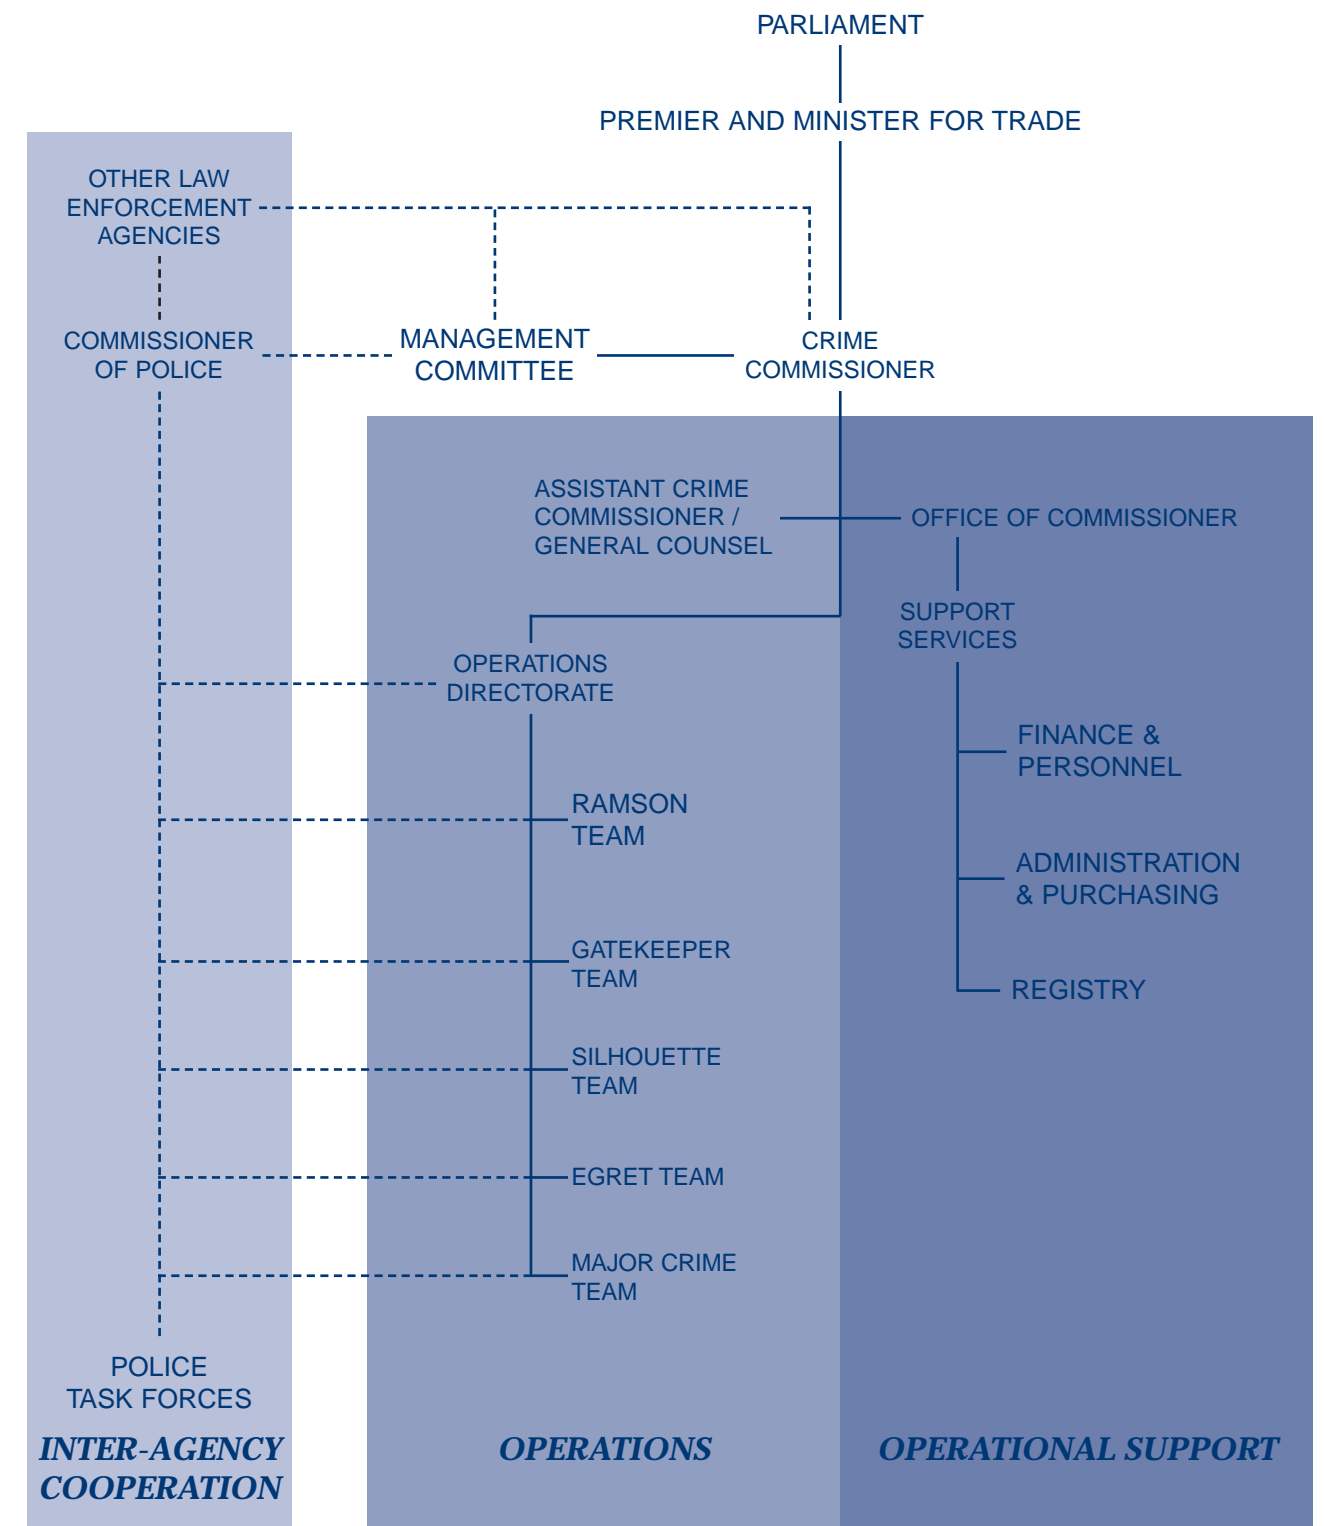 PARLIAMENT
PREMIER AND MINISTER FOR TRADE
OTHER LAW
ENFORCEMENT
AGENCIES
COMMISSIONER
OF POLICE
MANAGEMENT
COMMITTEE
CRIME
COMMISSIONER
ASSISTANT CRIME
COMMISSIONER /
GENERAL COUNSEL
OFFICE OF COMMISSIONER
SUPPORT
SERVICES
OPERATIONS
DIRECTORATE
FINANCE &
PERSONNEL
RAMSON
TEAM
ADMINISTRATION
& PURCHASING
GATEKEEPER
TEAM
REGISTRY
SILHOUETTE
TEAM
EGRET TEAM
MAJOR CRIME
TEAM
POLICE
TASK FORCES
INTER-AGENCY
COOPERATION
OPERATIONS
OPERATIONAL SUPPORT